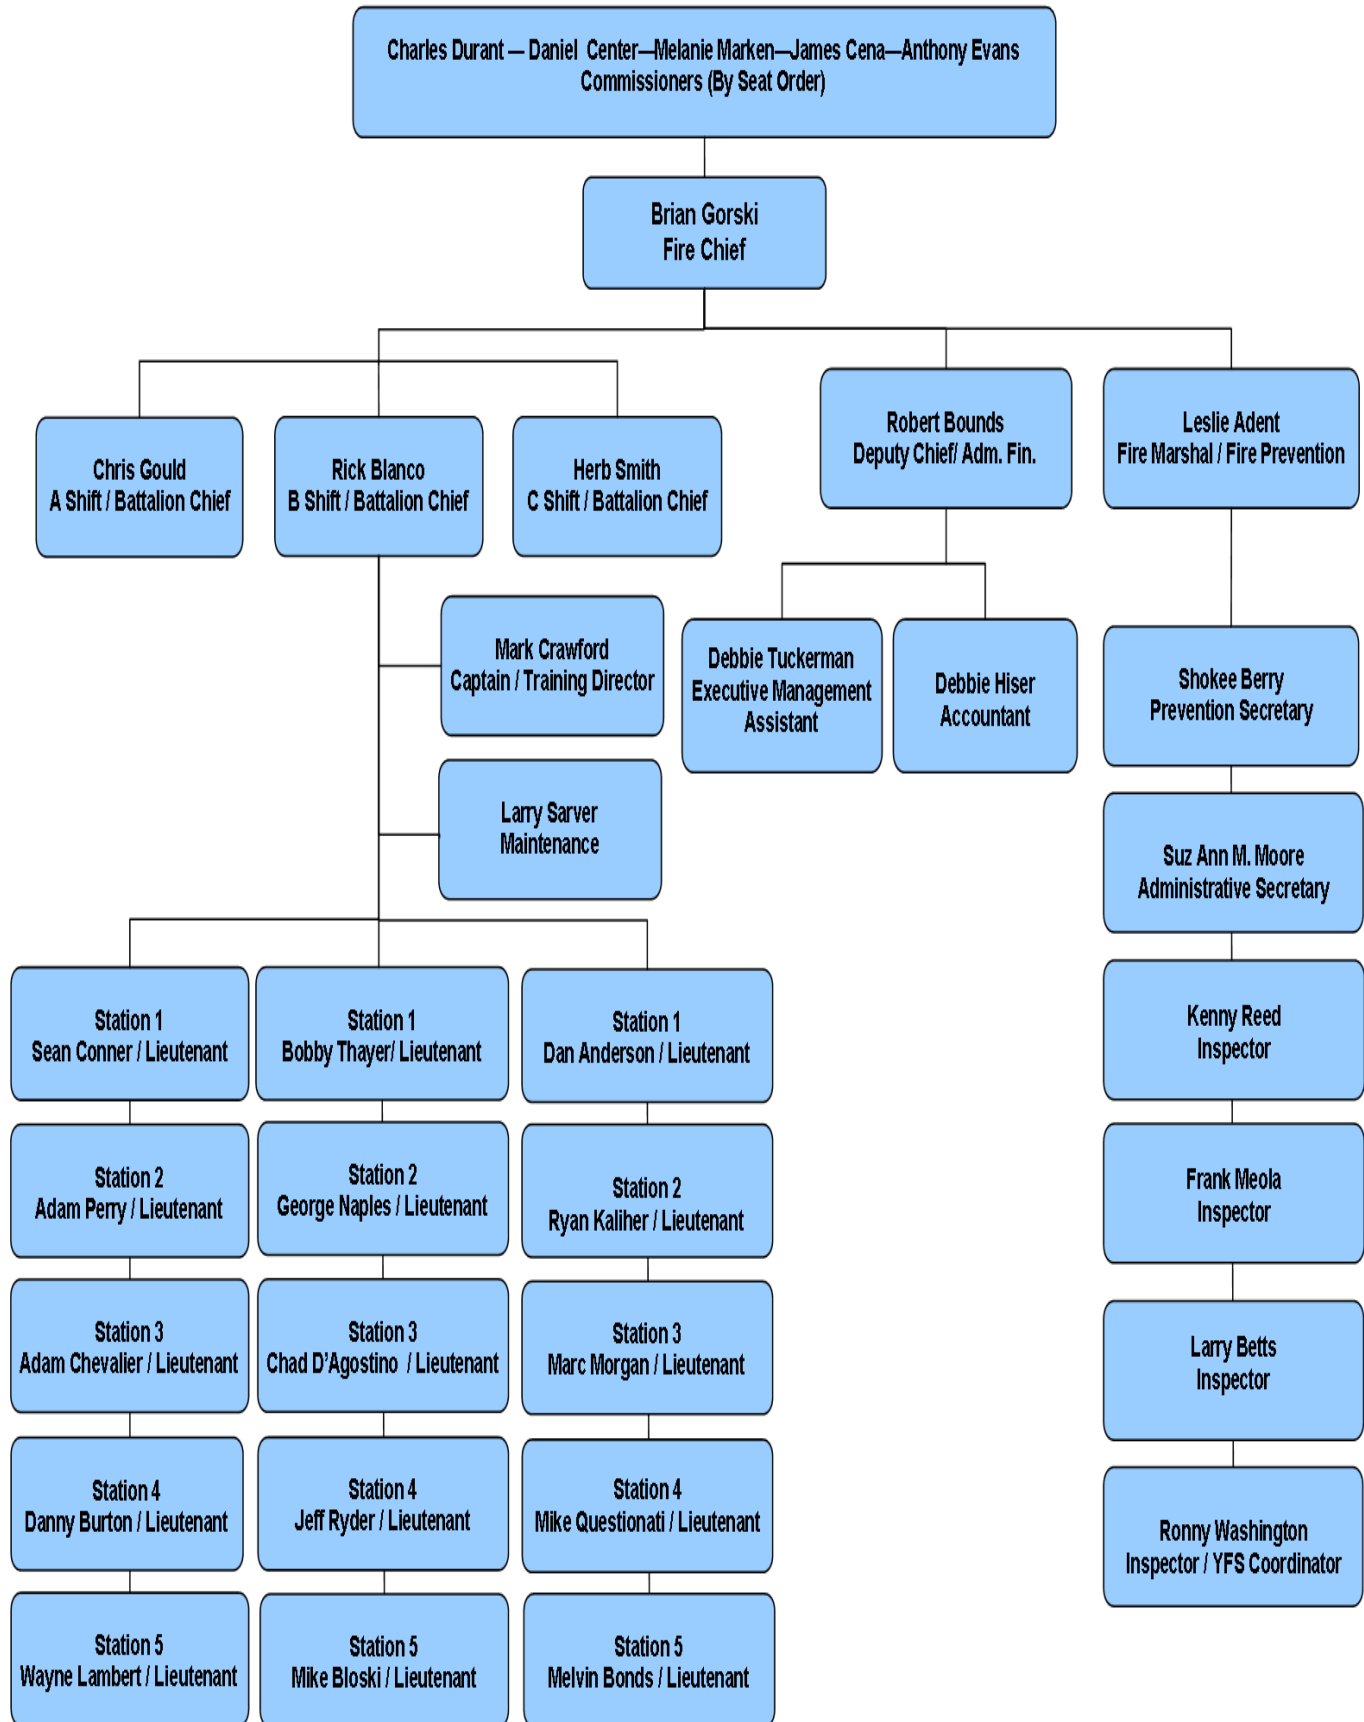 Charles Durant — Daniel Center—Melanie Marken—James Cena—Anthony Evans
Commissioners (By Seat Order)
Brian Gorski
Fire Chief
Chris Gould
A Shift / Battalion Chief
Rick Blanco
B Shift / Battalion Chief
Herb Smith
C Shift / Battalion Chief
Robert Bounds
Deputy Chief/ Adm. Fin.
Leslie Adent
Fire Marshal / Fire Prevention
Mark Crawford
Captain / Training Director
Larry Sarver
Maintenance
Debbie Tuckerman
Executive Management
Assistant
Debbie Hiser
Accountant
Shokee Berry
Prevention Secretary
Suz Ann M. Moore
Administrative Secretary
Kenny Reed
Inspector
Frank Meola
Inspector
Larry Betts
Inspector
Ronny Washington
Inspector / YFS Coordinator
Station 1
Sean Conner / Lieutenant
Station 2
Adam Perry / Lieutenant
Station 3
Adam Chevalier / Lieutenant
Station 4
Danny Burton / Lieutenant
Station 5
Wayne Lambert / Lieutenant
Station 1
Bobby Thayer/ Lieutenant
Station 2
George Naples / Lieutenant
Station 3
Chad D’Agostino / Lieutenant
Station 4
Jeff Ryder / Lieutenant
Station 5
Mike Bloski / Lieutenant
Station 1
Dan Anderson / Lieutenant
Station 2
Ryan Kaliher / Lieutenant
Station 3
Marc Morgan / Lieutenant
Station 4
Mike Questionati / Lieutenant
Station 5
Melvin Bonds / Lieutenant